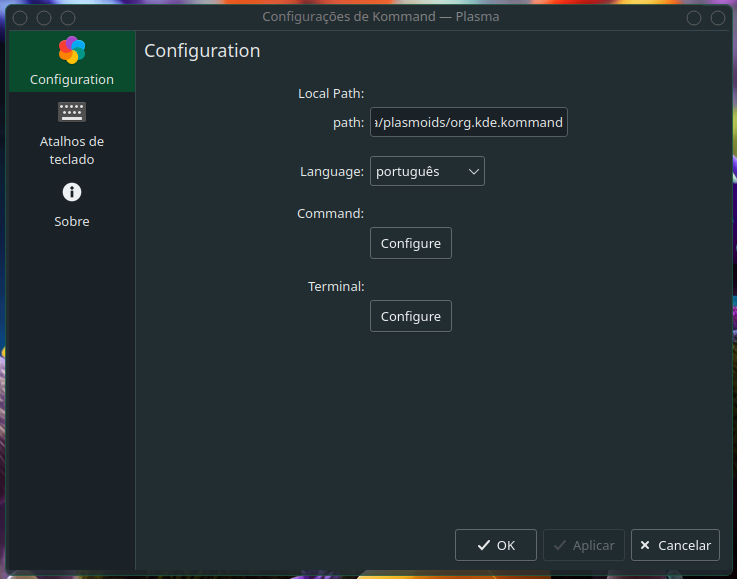 Configurações de Kommand — Plasma
Configuration
Atalhos de
teclado
Sobre
Configuration
Local Path:
path: a/plasmoids/org.kde.kommand
Language: português
Command:
Configure
Terminal:
Configure
OK
Aplicar
Cancelar